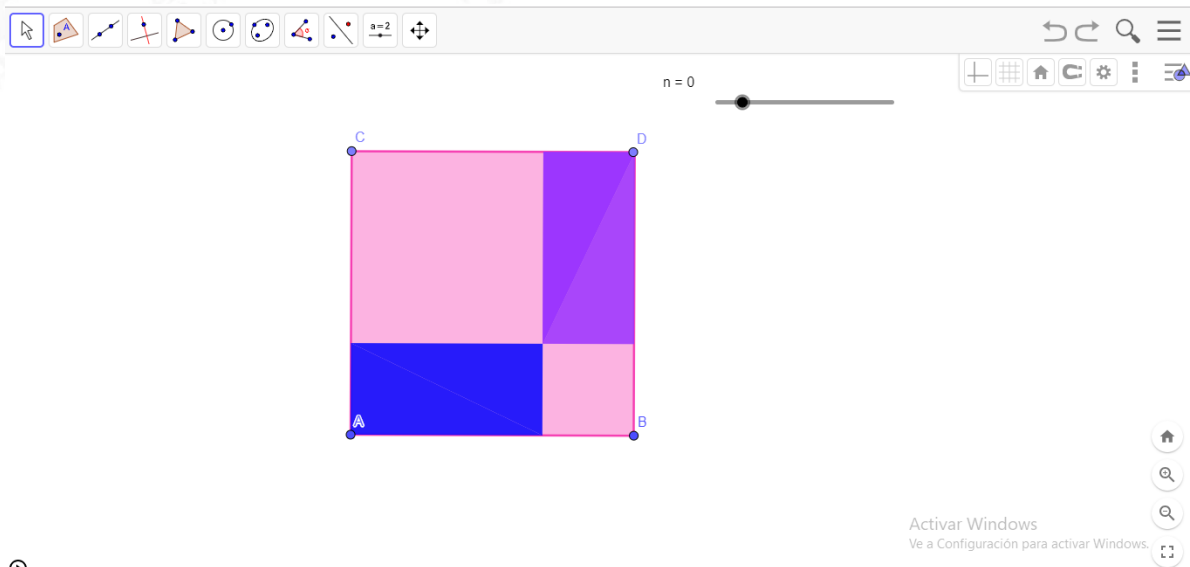 A
a=2
n = 0
C
D
A
B
Activar Windows
Ve a Configuración para activar Windows.